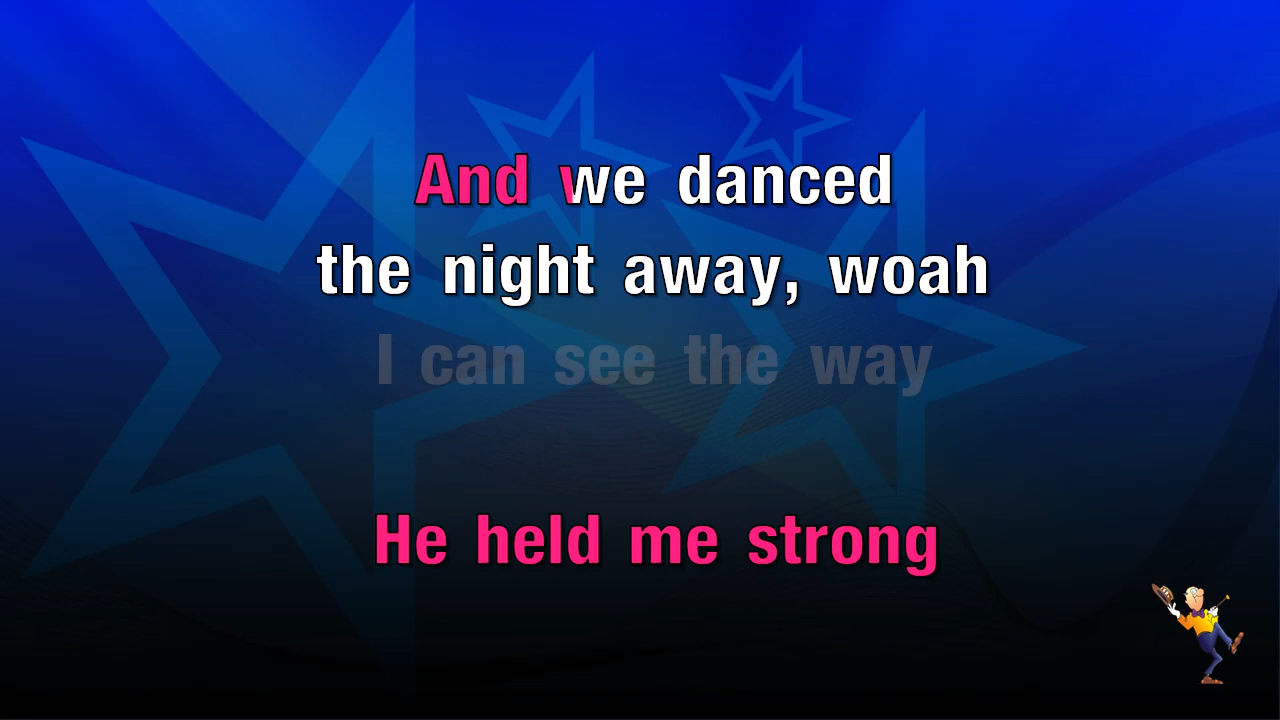 And we danced
the night away, woah
I can see the way
He held me strong